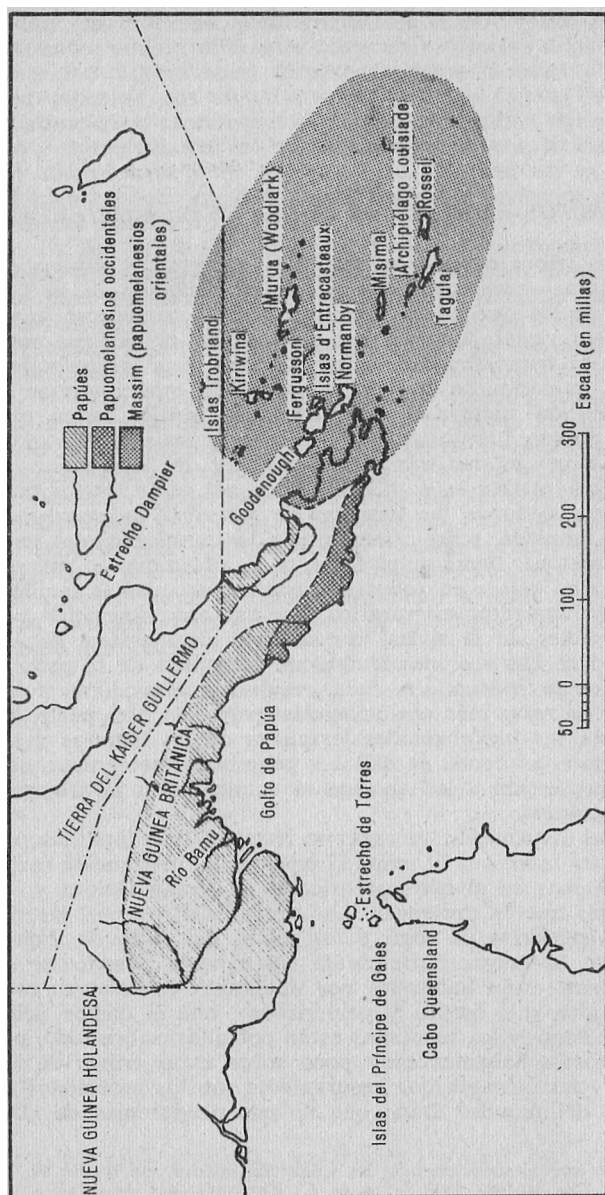 Papúes
Papuomelanesios occidentales
Massim (papuomelanesios
orientales)
Estrecho Dampier
TIERRA DEL KAISER GUILLERMO
NUEVA GUINEA HOLANDESA
NUEVA GUINEA BRITÁNICA
Río Bamu
Golfo de Papúa
Islas Trobriand
Kiriwina
Murua (Woodlark)
Goodenough
Fergusson
Islas d'Entrecasteaux
Normanby
Misima
Archipiélago Louisiade
Rossell
Tagula
Islas del Príncipe de Gales
Estrecho de Torres
Cabo Queensland
50 0 100 200 300
Escala (en millas)